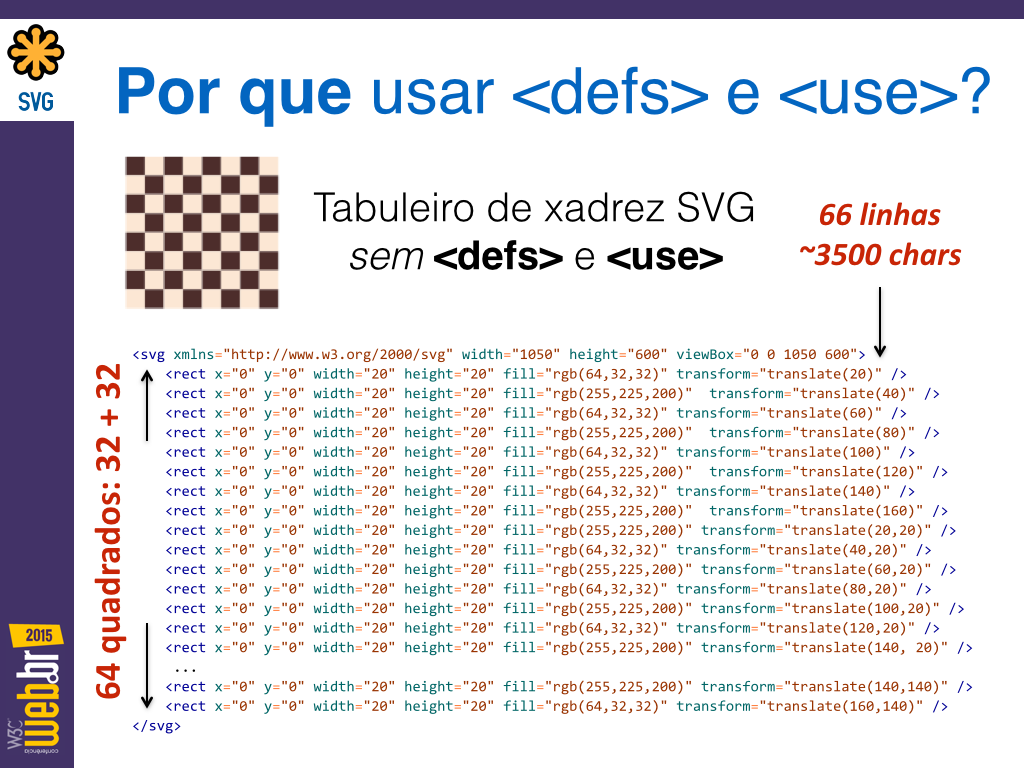 SVG
Por que usar <defs> e <use>?
Tabuleiro de xadrez SVG
sem <defs> e <use>
66 linhas
~3500 chars
64 quadrados: 32 + 32
<svg xmlns="http://www.w3.org/2000/svg" width="1050" height="600" viewBox="0 0 1050 600">
<rect x="0" y="0" width="20" height="20" fill="rgb(64,32,32)" transform="translate(20)" />
<rect x="0" y="0" width="20" height="20" fill="rgb(255,225,200)"  transform="translate(40)" />
<rect x="0" y="0" width="20" height="20" fill="rgb(64,32,32)" transform="translate(60)" />
<rect x="0" y="0" width="20" height="20" fill="rgb(255,225,200)"  transform="translate(80)" />
<rect x="0" y="0" width="20" height="20" fill="rgb(64,32,32)" transform="translate(100)" />
<rect x="0" y="0" width="20" height="20" fill="rgb(255,225,200)"  transform="translate(120)" />
<rect x="0" y="0" width="20" height="20" fill="rgb(64,32,32)" transform="translate(140)" />
<rect x="0" y="0" width="20" height="20" fill="rgb(255,225,200)"  transform="translate(160)" />
<rect x="0" y="0" width="20" height="20" fill="rgb(255,225,200)" transform="translate(20,20)" />
<rect x="0" y="0" width="20" height="20" fill="rgb(64,32,32)" transform="translate(40,20)" />
<rect x="0" y="0" width="20" height="20" fill="rgb(255,225,200)" transform="translate(60,20)" />
<rect x="0" y="0" width="20" height="20" fill="rgb(64,32,32)" transform="translate(80,20)" />
<rect x="0" y="0" width="20" height="20" fill="rgb(255,225,200)" transform="translate(100,20)" />
<rect x="0" y="0" width="20" height="20" fill="rgb(64,32,32)" transform="translate(120,20)" />
<rect x="0" y="0" width="20" height="20" fill="rgb(255,225,200)" transform="translate(140, 20)" />
...
<rect x="0" y="0" width="20" height="20" fill="rgb(255,225,200)" transform="translate(140,140)" />
<rect x="0" y="0" width="20" height="20" fill="rgb(64,32,32)" transform="translate(160,140)" />
</svg>
2015
W3C
web.br
conferência